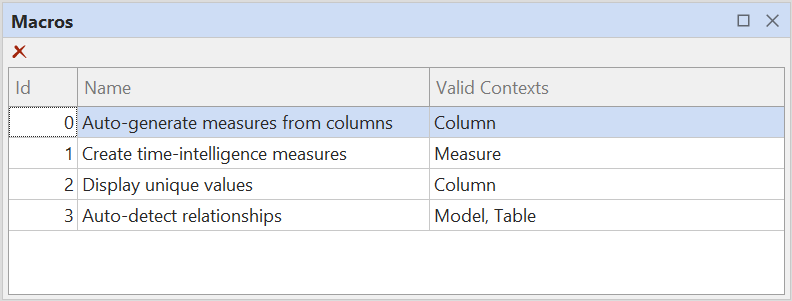 Macros
Id Name Valid Contexts
0 Auto-generate measures from columns Column
1 Create time-intelligence measures Measure
2 Display unique values Column
3 Auto-detect relationships Model, Table